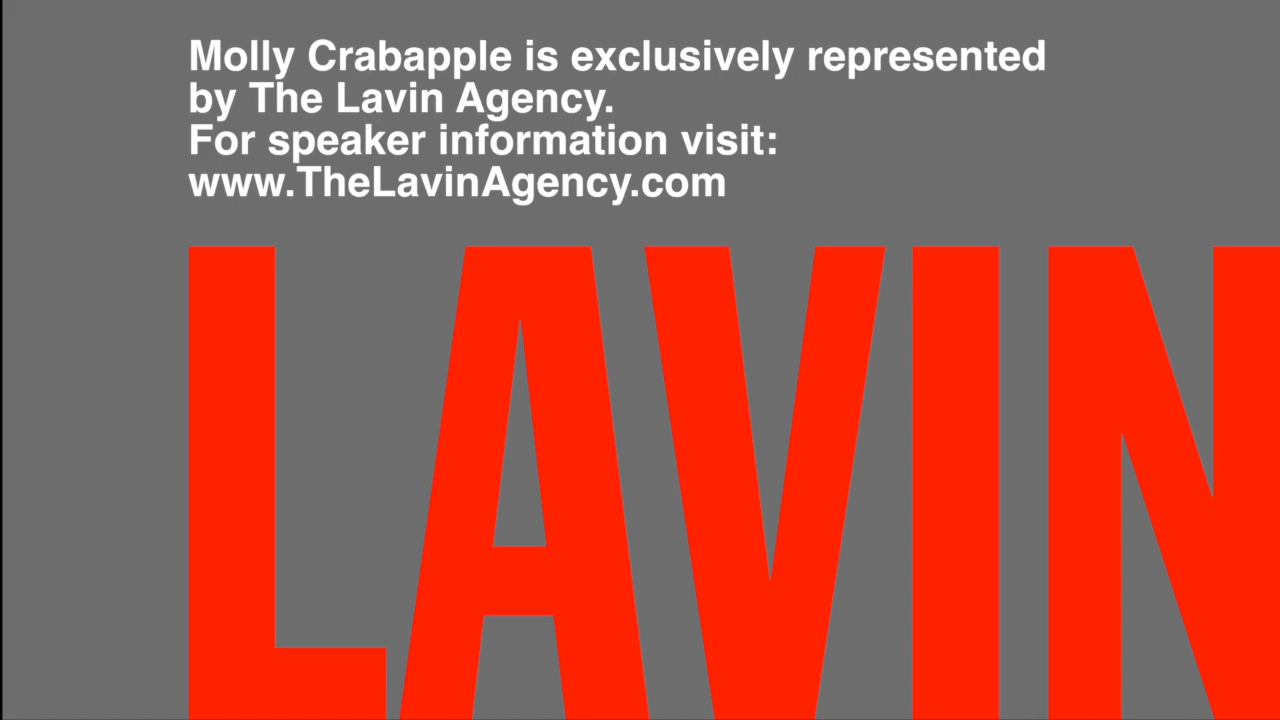 Molly Crabapple is exclusively represented
by The Lavin Agency.
For speaker information visit:
www.TheLavinAgency.com
LAVIN